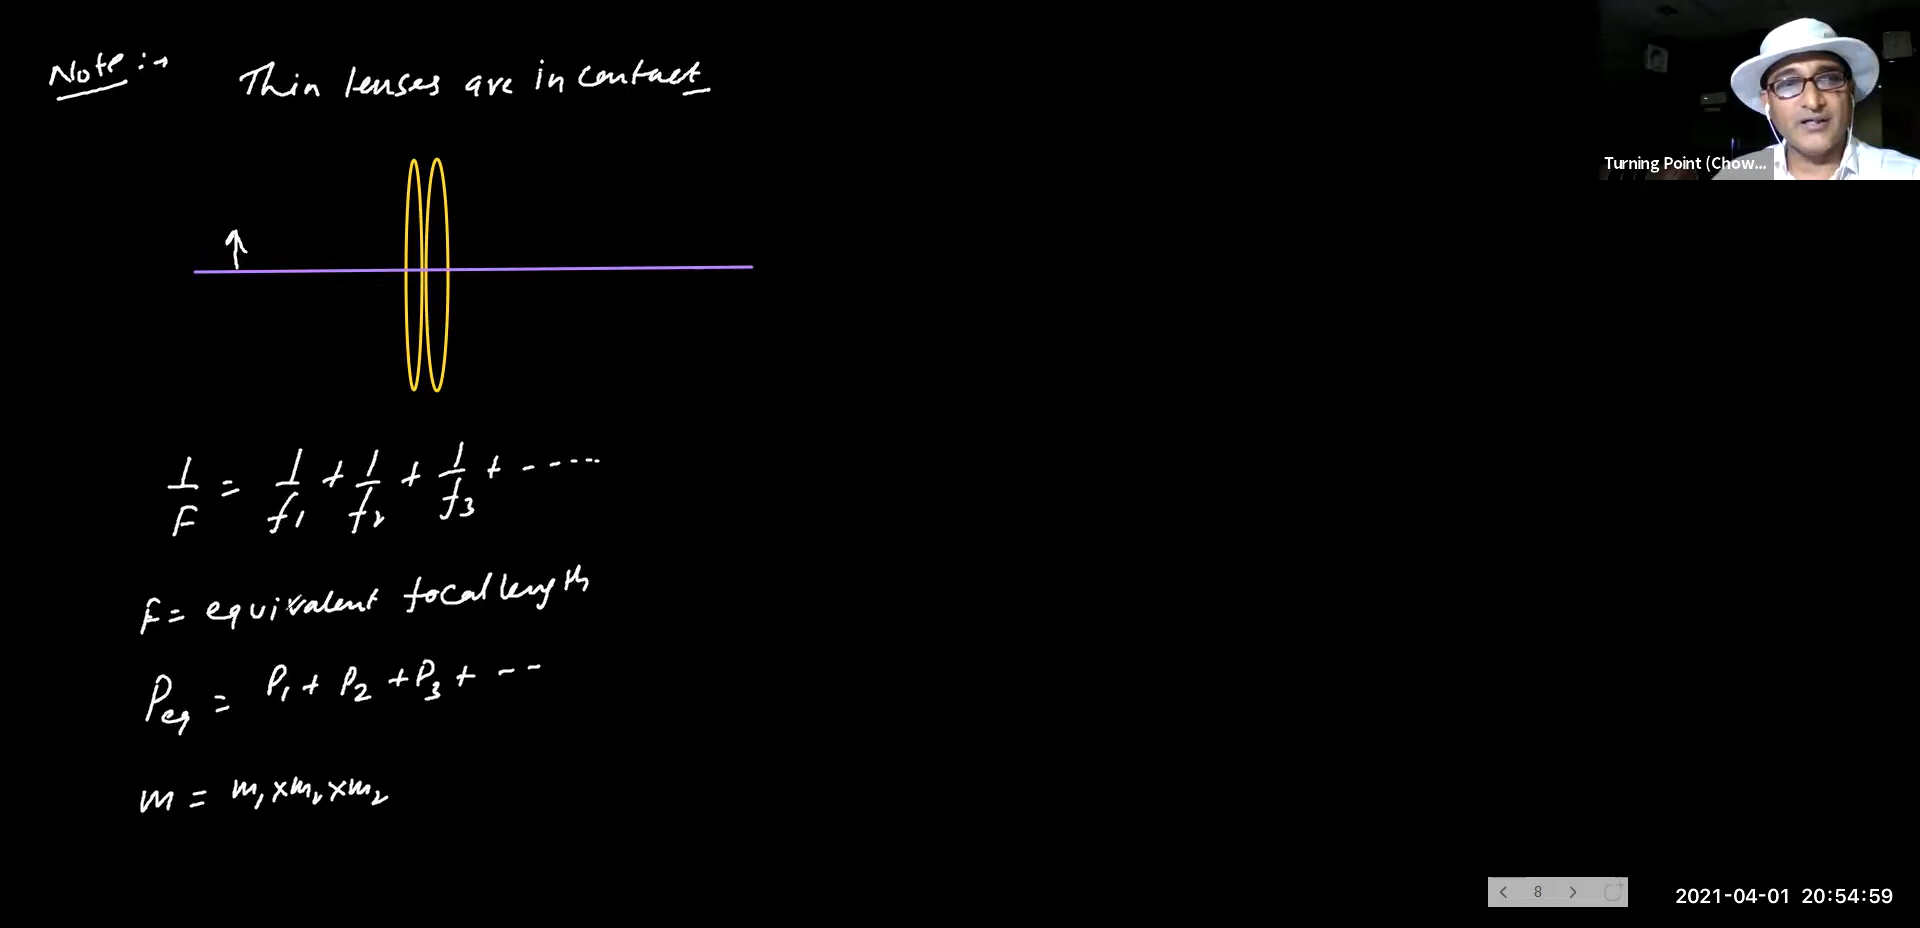 Note :→ Thin lenses are in contact
Turning Point (Chow...
1/F = 1/f1 + 1/f2 + 1/f3 + -----
F = equivalent focal length
Peq = P1 + P2 + P3 + --
m = m1 x m2 x m2
8
2021-04-01 20:54:59